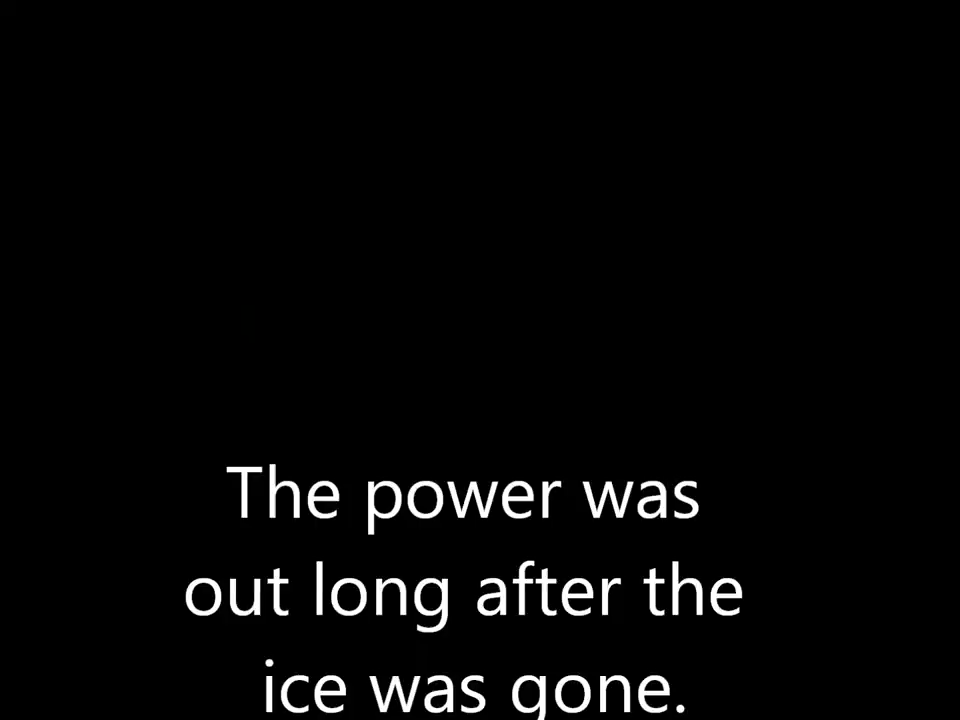 The power was
out long after the
ice was gone.